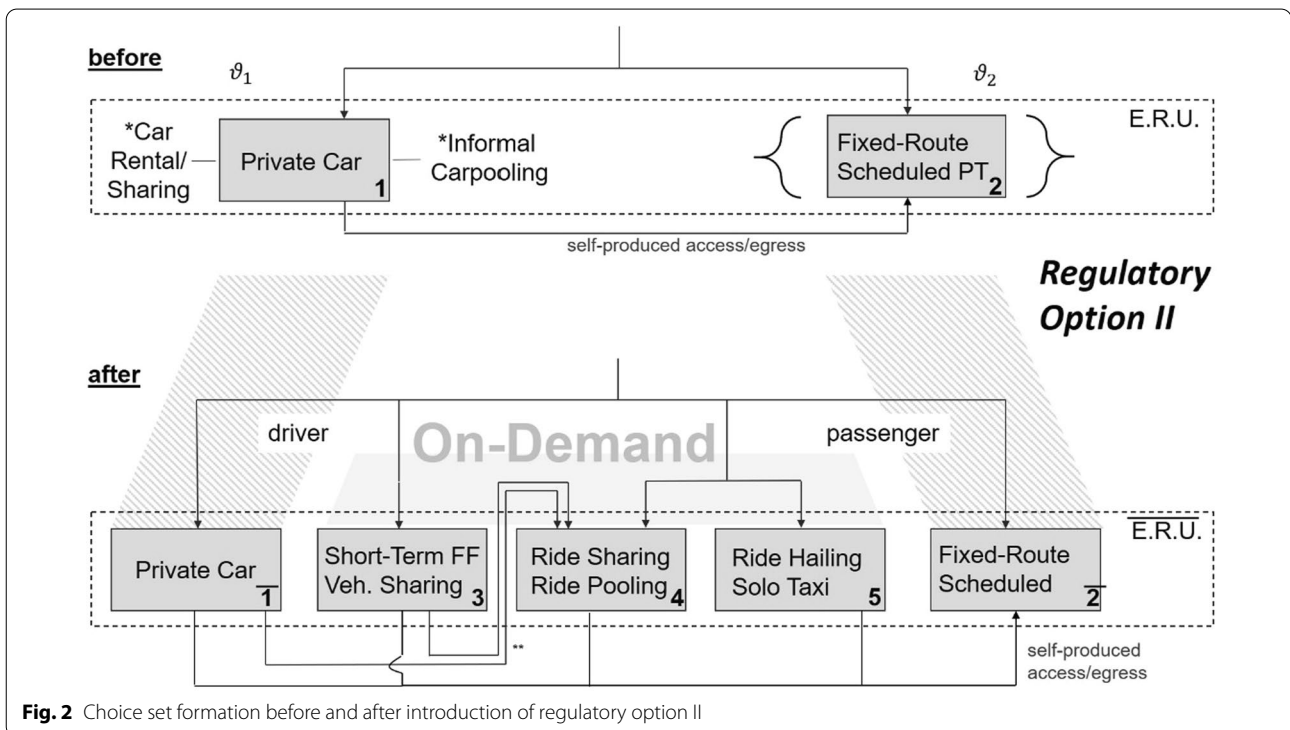 before
ϑ₁
ϑ₂
E.R.U.
*Car
Rental/
Sharing
Private Car
1
*Informal
Carpooling
Fixed-Route
Scheduled PT
2
self-produced access/egress
Regulatory
Option II
after
driver
On-Demand
passenger
E.R.U.
Private Car
1
Short-Term FF
Veh. Sharing
3
Ride Sharing
Ride Pooling
4
Ride Hailing
Solo Taxi
5
Fixed-Route
Scheduled
2
**
self-produced
access/egress
Fig. 2 Choice set formation before and after introduction of regulatory option II